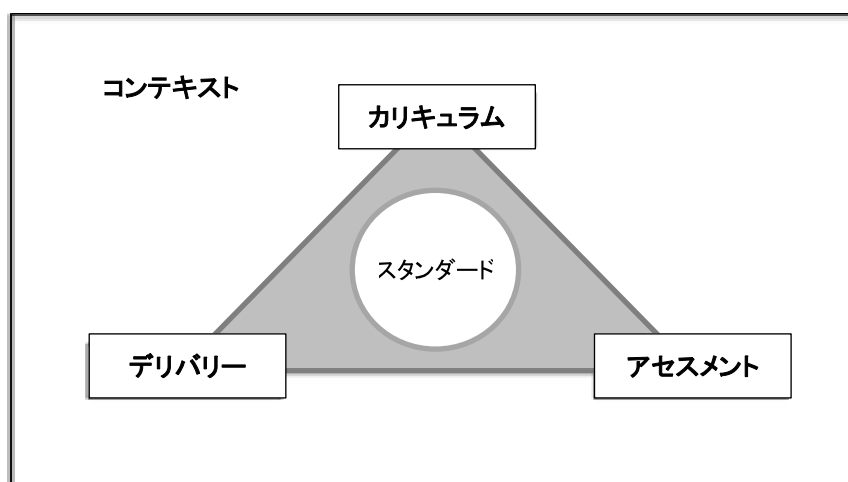 コンテキスト
カリキュラム
スタンダード
デリバリー
アセスメント